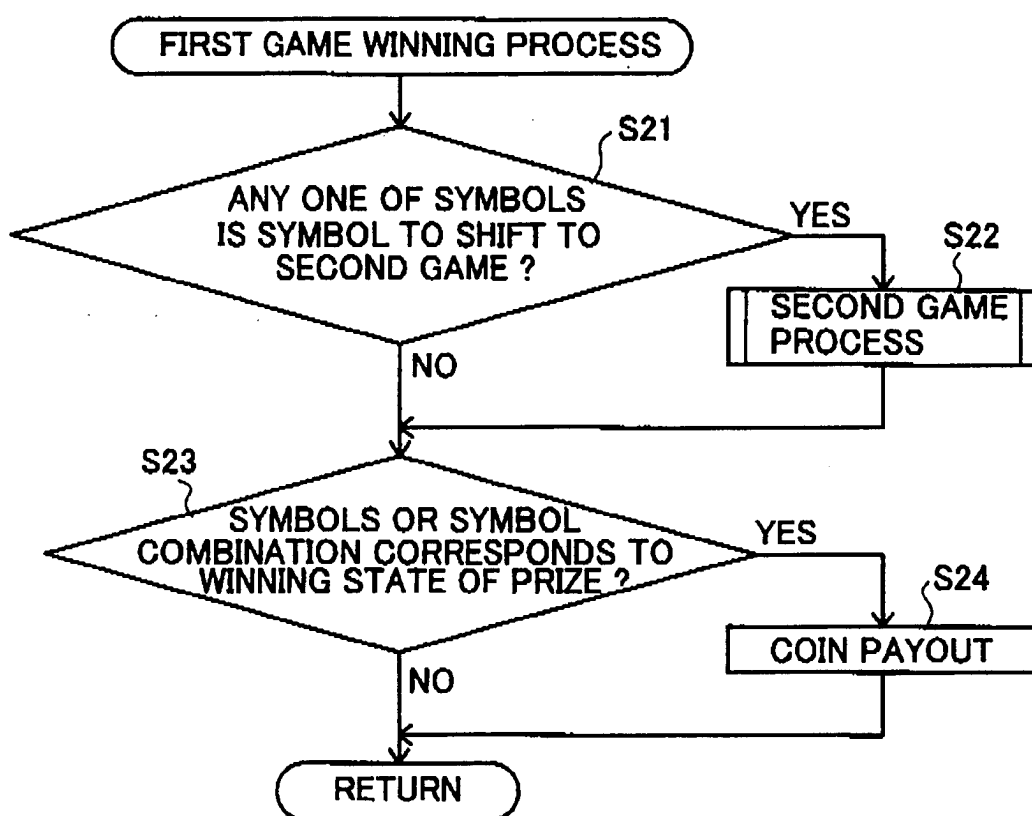 FIRST GAME WINNING PROCESS
S21
ANY ONE OF SYMBOLS
IS SYMBOL TO SHIFT TO
SECOND GAME ?
YES
S22
SECOND GAME
PROCESS
NO
S23
SYMBOLS OR SYMBOL
COMBINATION CORRESPONDS TO
WINNING STATE OF PRIZE ?
YES
S24
COIN PAYOUT
NO
RETURN